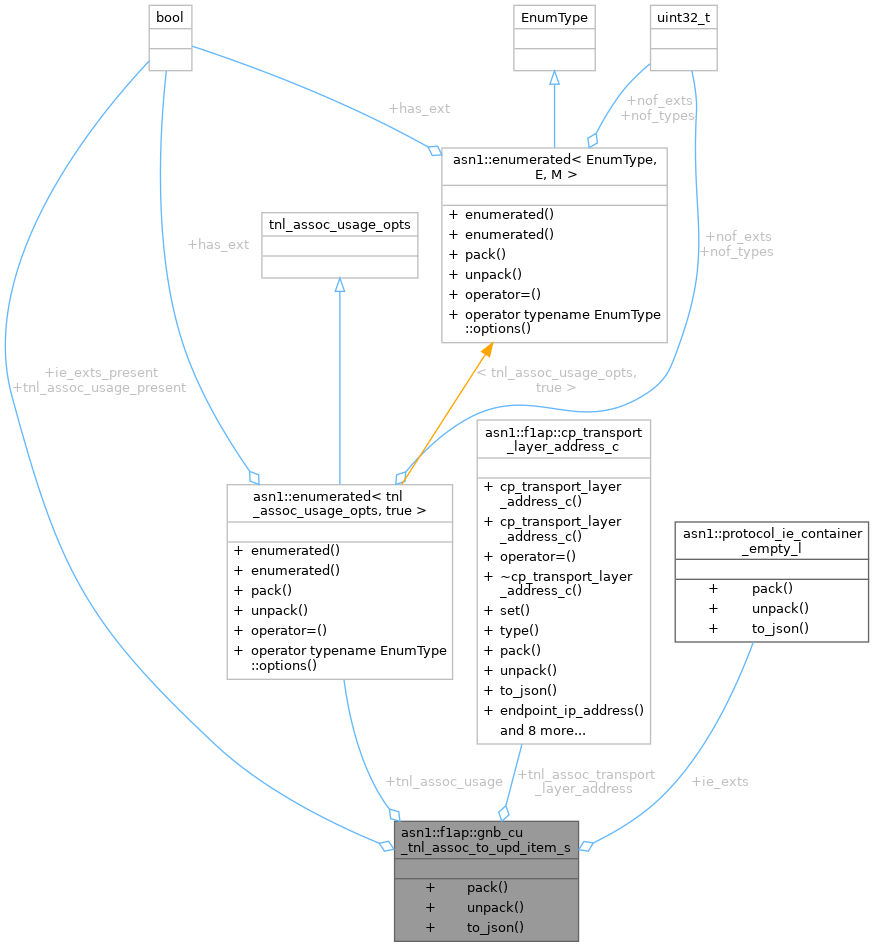 bool
EnumType
uint32_t
+has_ext
+nof_exts
+nof_types
asn1::enumerated< EnumType,
E, M >
+ enumerated()
+ enumerated()
+ pack()
+ unpack()
+ operator=()
+ operator typename EnumType
::options()
tnl_assoc_usage_opts
+has_ext
+nof_exts
+nof_types
+ie_exts_present
+tnl_assoc_usage_present
< tnl_assoc_usage_opts,
true >
asn1::f1ap::cp_transport
_layer_address_c
+ cp_transport_layer
_address_c()
+ cp_transport_layer
_address_c()
+ operator=()
+ ~cp_transport_layer
_address_c()
+ set()
+ type()
+ pack()
+ unpack()
+ to_json()
+ endpoint_ip_address()
and 8 more...
asn1::enumerated< tnl
_assoc_usage_opts, true >
+ enumerated()
+ enumerated()
+ pack()
+ unpack()
+ operator=()
+ operator typename EnumType
::options()
asn1::protocol_ie_container
_empty_l
+ pack()
+ unpack()
+ to_json()
+tnl_assoc_usage
+tnl_assoc_transport
_layer_address
+ie_exts
asn1::f1ap::gnb_cu
_tnl_assoc_to_upd_item_s
+ pack()
+ unpack()
+ to_json()